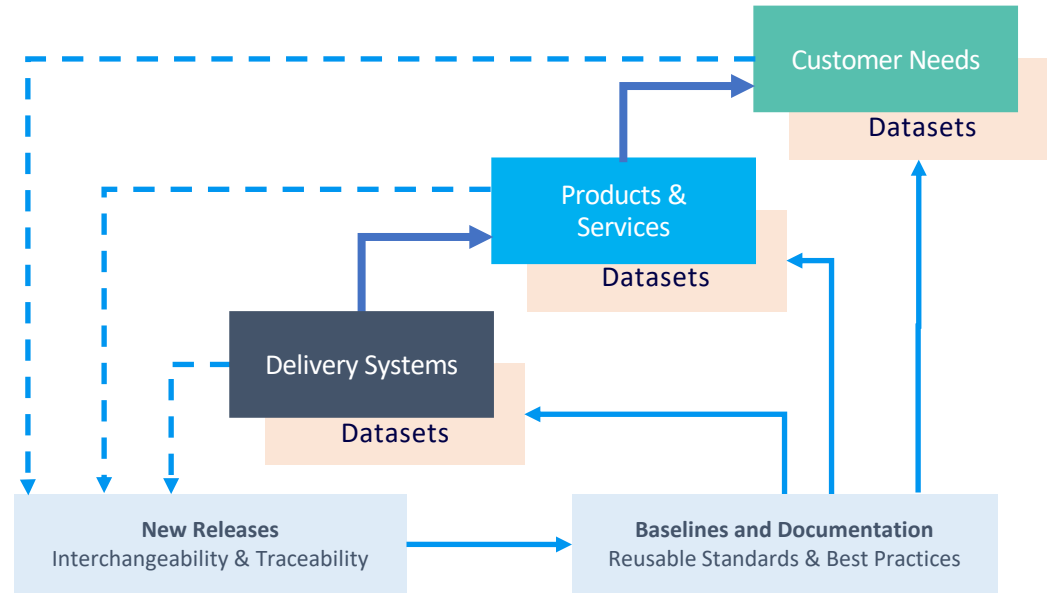 Customer Needs
Datasets
Products &
Services
Datasets
Delivery Systems
Datasets
New Releases
Interchangeability & Traceability
Baselines and Documentation
Reusable Standards & Best Practices